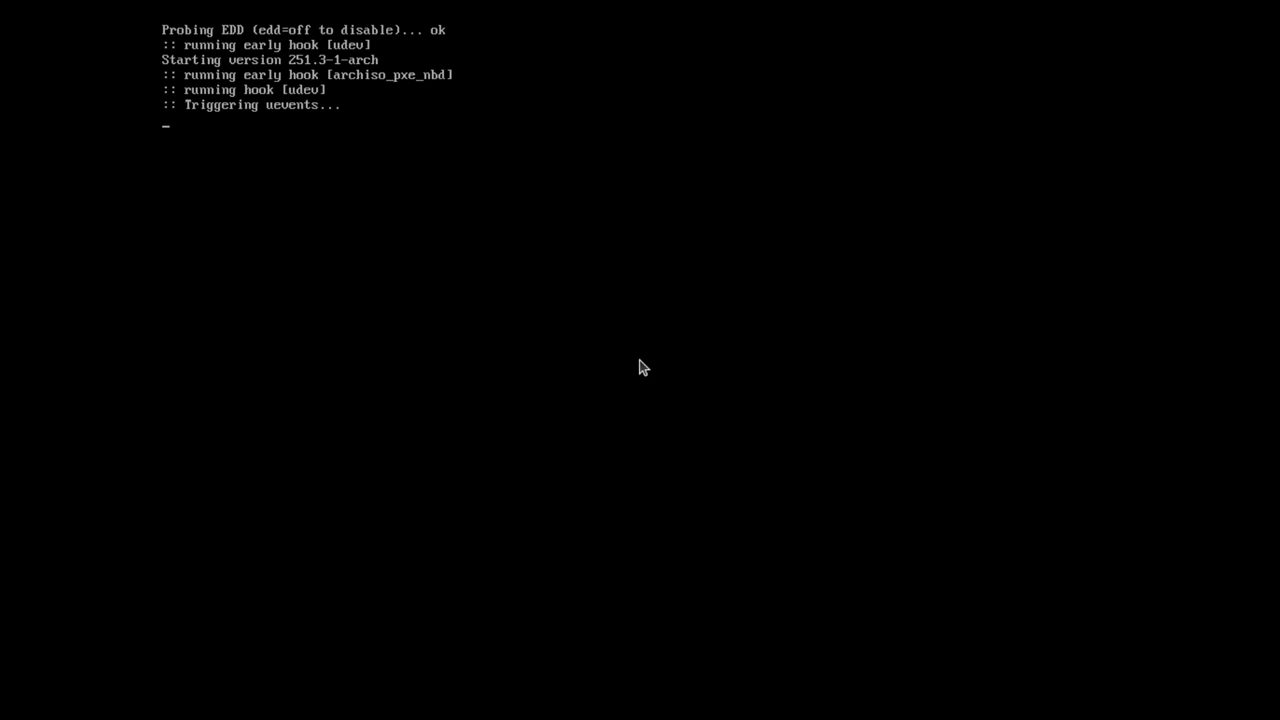 Probing EDD (edd=off to disable)... ok
:: running early hook [udev]
Starting version 251.3-1-arch
:: running early hook [archiso_pxe_nbd]
:: running hook [udev]
:: Triggering uevents...